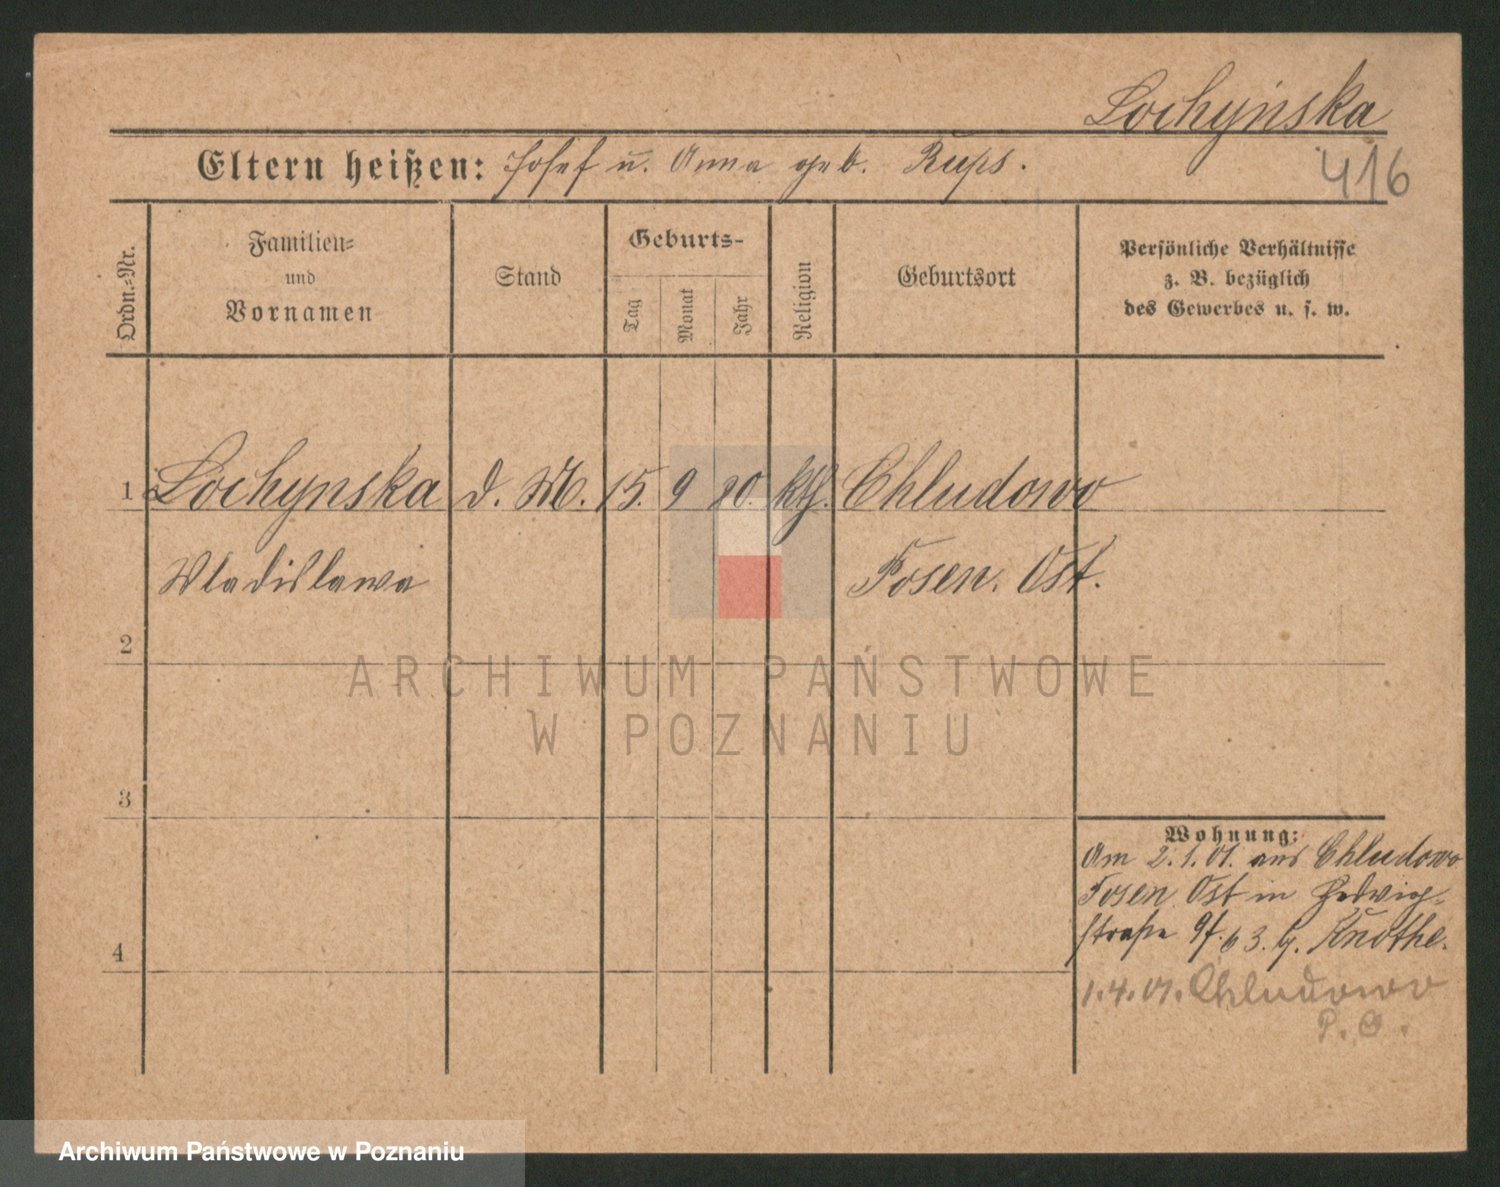 Lochyńska
Eltern heißen: Josef u. Anna geb. Rups.
416
Ordn.-Nr.
Familien-
und
Vornamen
Stand
Geburts-
Tag
Monat
Jahr
Religion
Geburtsort
Persönliche Verhältnisse
z. B. bezüglich
des Gewerbes u. s. w.
1 Lochynska d. M. 15. 9 80. kth. Chludowo
Wladislawa Posen. Ost.
2
ARCHIWUM PAŃSTWOWE
W POZNANIU
3
Wohnung:
Am 2.1.01. aus Chludowo
Posen Ost in Hedwig-
straße b. Knothe.
4
1.4.01. Chludowo
P. O.
Archiwum Państwowe w Poznaniu